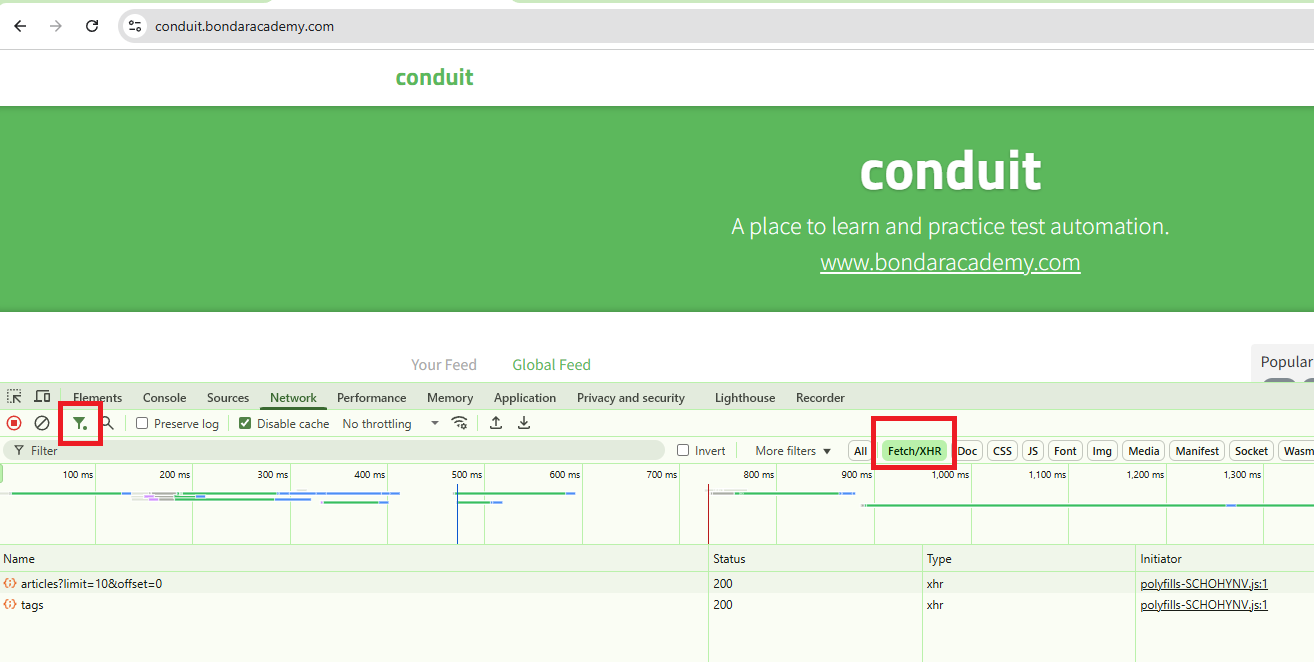 conduit.bondaracademy.com
conduit
conduit
A place to learn and practice test automation.
www.bondaracademy.com
Your Feed Global Feed
Popular
Elements Console Sources Network Performance Memory Application Privacy and security Lighthouse Recorder
Preserve log Disable cache No throttling
Filter Invert More filters All Fetch/XHR Doc CSS JS Font Img Media Manifest Socket Wasm
100 ms 200 ms 300 ms 400 ms 500 ms 600 ms 700 ms 800 ms 900 ms 1,000 ms 1,100 ms 1,200 ms 1,300 ms
Name Status Type Initiator
articles?limit=10&offset=0 200 xhr polyfills-SCHOHYNV.js:1
tags 200 xhr polyfills-SCHOHYNV.js:1